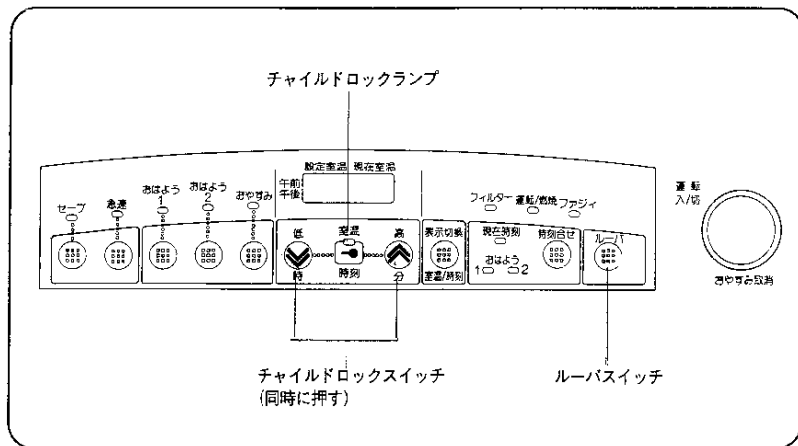 チャイルドロックランプ
設定室温 現在室温
午前
午後
セーブ
急速
おはよう
1
おはよう
2
おやすみ
低
室温
高
時
時刻
分
表示切換
室温/時刻
フィルター 運転/燃焼 ファジィ
現在時刻
時刻合せ
おはよう
1 2
ルーバ
運転
入/切
おやすみ取消
チャイルドロックスイッチ
(同時に押す)
ルーバスイッチ